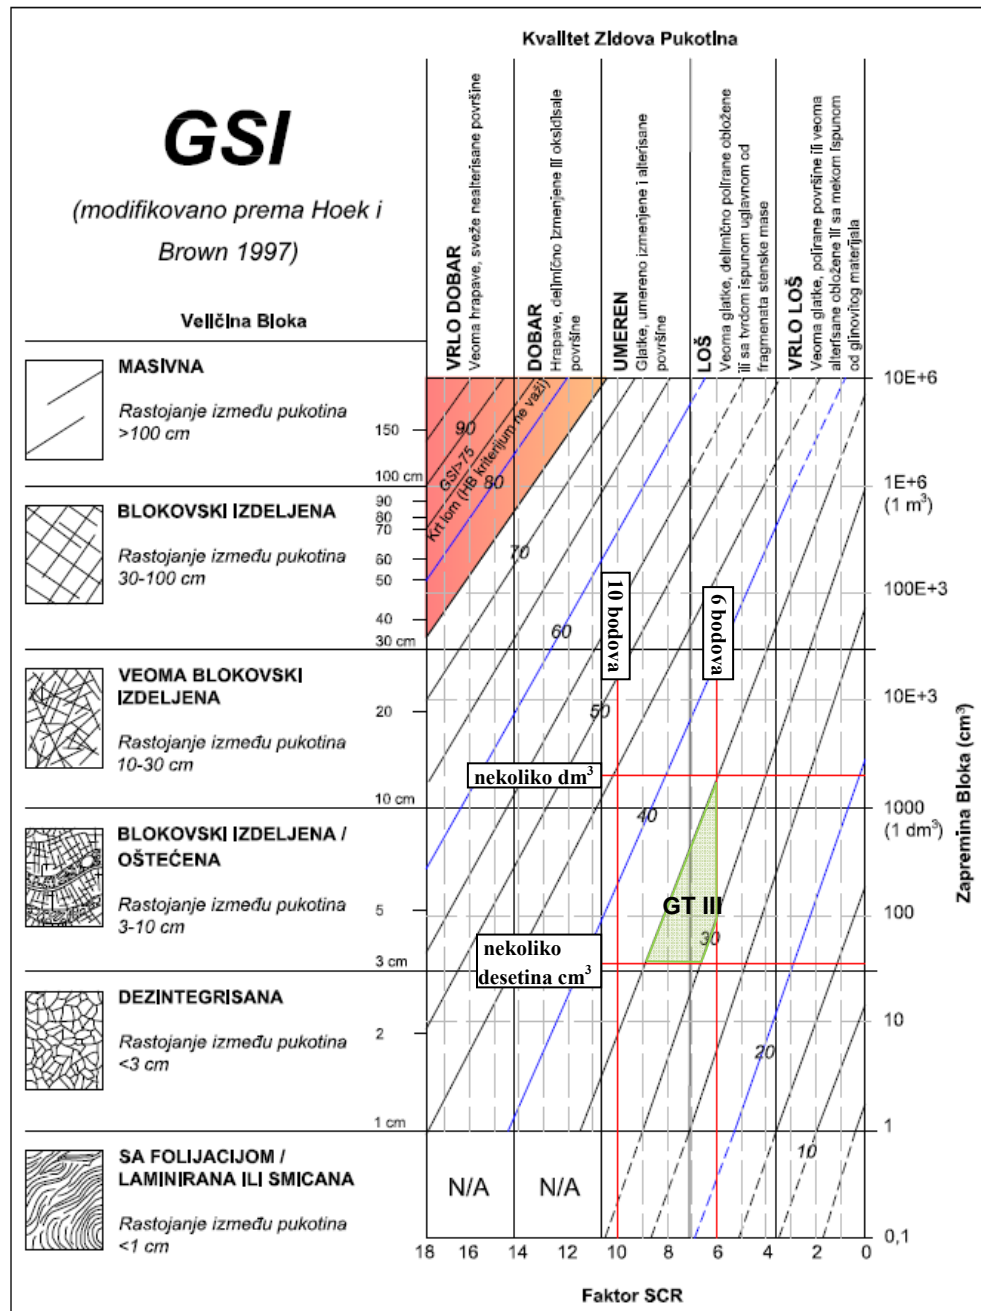 Kvalitet Zidova Pukotina
GSI
(modifikovano prema Hoek i
Brown 1997)
Veličina Bloka
VRLO DOBAR
Veoma hrapave, sveže nealterisane površine
DOBAR
Hrapave, delimično izmenjene ili oksidisale
površine
UMEREN
Glatke, umereno izmenjene i alterisane
površine
LOŠ
Veoma glatke, delimično polirane obložene
ili sa tvrdom ispunom uglavnom od
fragmenata stenske mase
VRLO LOŠ
Veoma glatke, polirane površine ili veoma
alterisane obložene ili sa mekom ispunom
od glinovitog materijala
MASIVNA
Rastojanje između pukotina
>100 cm
BLOKOVSKI IZDELJENA
Rastojanje između pukotina
30-100 cm
VEOMA BLOKOVSKI
IZDELJENA
Rastojanje između pukotina
10-30 cm
BLOKOVSKI IZDELJENA /
OŠTEĆENA
Rastojanje između pukotina
3-10 cm
DEZINTEGRISANA
Rastojanje između pukotina
<3 cm
SA FOLIJACIJOM /
LAMINIRANA ILI SMICANA
Rastojanje između pukotina
<1 cm
150
100 cm
90
80
70
60
50
40
30 cm
20
10 cm
5
3 cm
2
1 cm
90
GSI>75
80
Krt lom (HB kriterijum ne važi)
70
60
50
40
30
20
10
10 bodova
6 bodova
nekoliko dm³
nekoliko
desetina cm³
GT III
N/A
N/A
10E+6
1E+6
(1 m³)
100E+3
10E+3
1000
(1 dm³)
100
10
1
0,1
Zapremina Bloka (cm³)
18 16 14 12 10 8 6 4 2 0
Faktor SCR